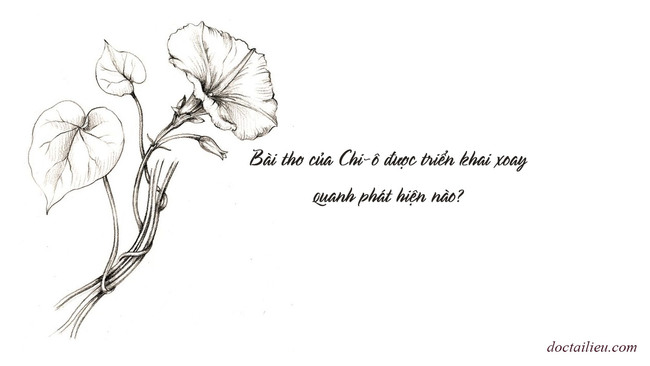 Bài thơ của Chi-ô được triển khai xoay
quanh phát hiện nào?
doctailieu.com